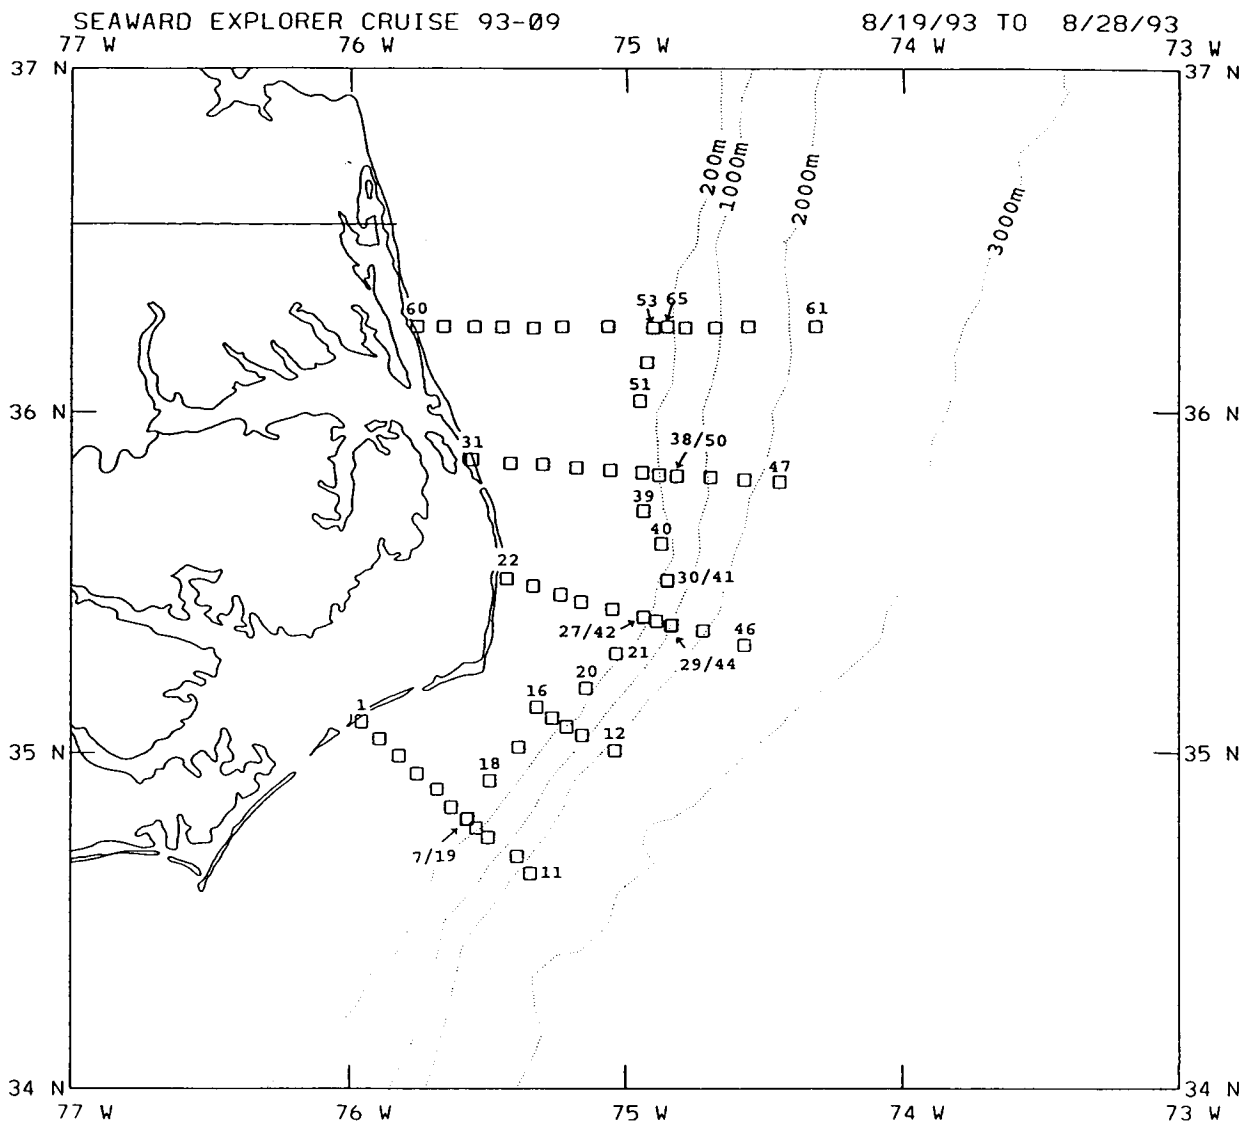 SEAWARD EXPLORER CRUISE 93-09 8/19/93 TO 8/28/93
77 W 76 W 75 W 74 W 73 W
37 N 37 N
200m
1000m
2000m
3000m
60 53 65 61
51
36 N 36 N
31 38/50 47
39
40
22 30/41
27/42 46
21 29/44
20
16
1 12
35 N 35 N
18
7/19
11
34 N 34 N
77 W 76 W 75 W 74 W 73 W